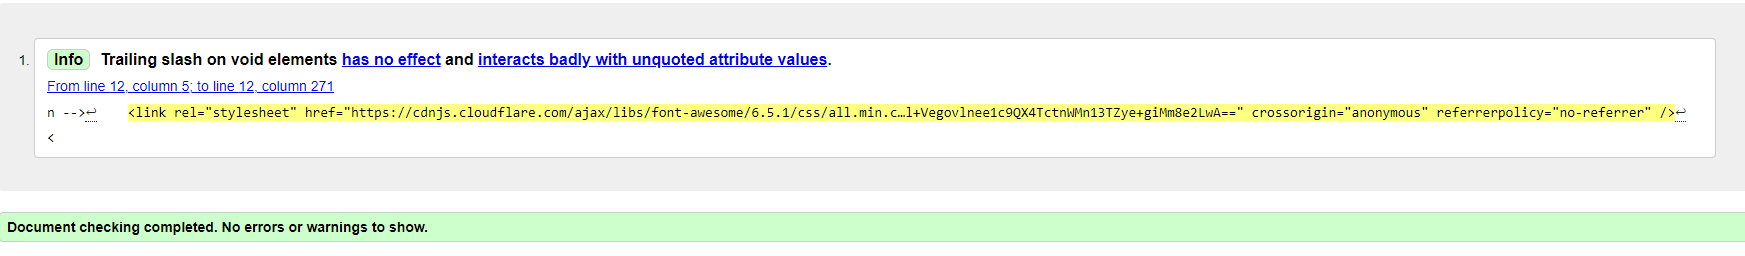 1. Info Trailing slash on void elements has no effect and interacts badly with unquoted attribute values.
From line 12, column 5; to line 12, column 271
n -->↩    <link rel="stylesheet" href="https://cdnjs.cloudflare.com/ajax/libs/font-awesome/6.5.1/css/all.min.c…l+Vegovlnee1c9QX4TctnWMn13TZye+giMm8e2LwA==" crossorigin="anonymous" referrerpolicy="no-referrer" />↩
<
Document checking completed. No errors or warnings to show.